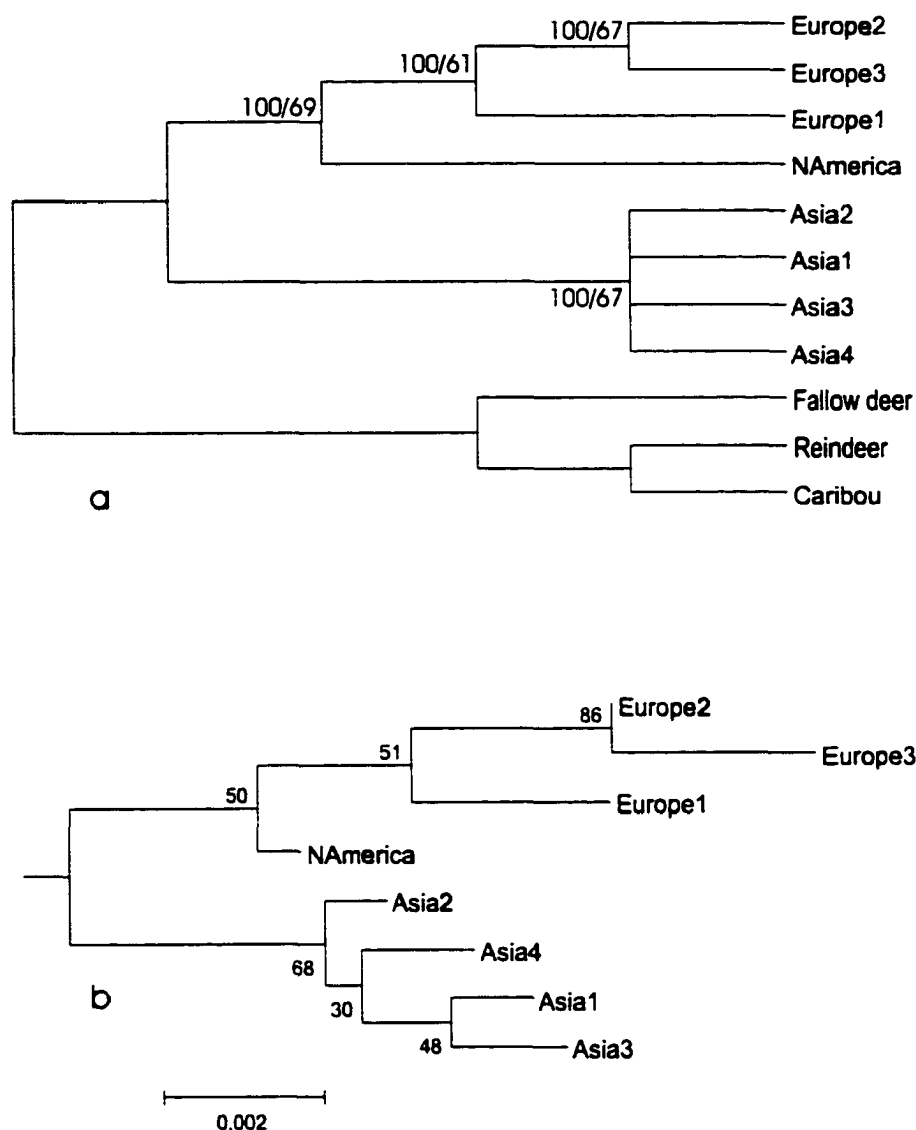 100/67
Europe2
100/61
Europe3
100/69
Europe1
NAmerica
Asia2
Asia1
100/67
Asia3
Asia4
Fallow deer
Reindeer
Caribou
a
86
Europe2
51
Europe3
50
Europe1
NAmerica
Asia2
68
Asia4
b
30
Asia1
48
Asia3
0.002